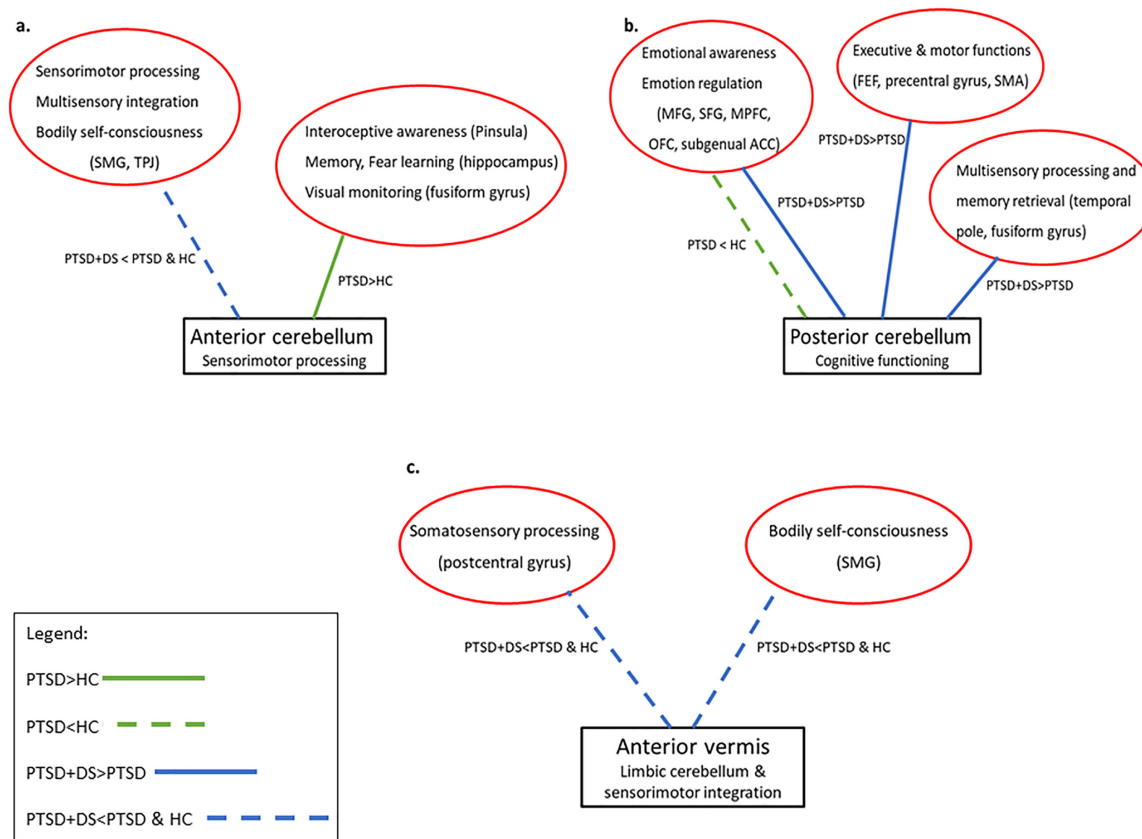 a.
Sensorimotor processing
Multisensory integration
Bodily self-consciousness
(SMG, TPJ)
Interoceptive awareness (Pinsula)
Memory, Fear learning (hippocampus)
Visual monitoring (fusiform gyrus)
PTSD+DS < PTSD & HC
PTSD>HC
Anterior cerebellum
Sensorimotor processing
b.
Emotional awareness
Emotion regulation
(MFG, SFG, MPFC,
OFC, subgenual ACC)
Executive & motor functions
(FEF, precentral gyrus, SMA)
Multisensory processing and
memory retrieval (temporal
pole, fusiform gyrus)
PTSD+DS>PTSD
PTSD+DS>PTSD
PTSD < HC
PTSD+DS>PTSD
Posterior cerebellum
Cognitive functioning
c.
Somatosensory processing
(postcentral gyrus)
Bodily self-consciousness
(SMG)
PTSD+DS<PTSD & HC
PTSD+DS<PTSD & HC
Anterior vermis
Limbic cerebellum &
sensorimotor integration
Legend:
PTSD>HC
PTSD<HC
PTSD+DS>PTSD
PTSD+DS<PTSD & HC